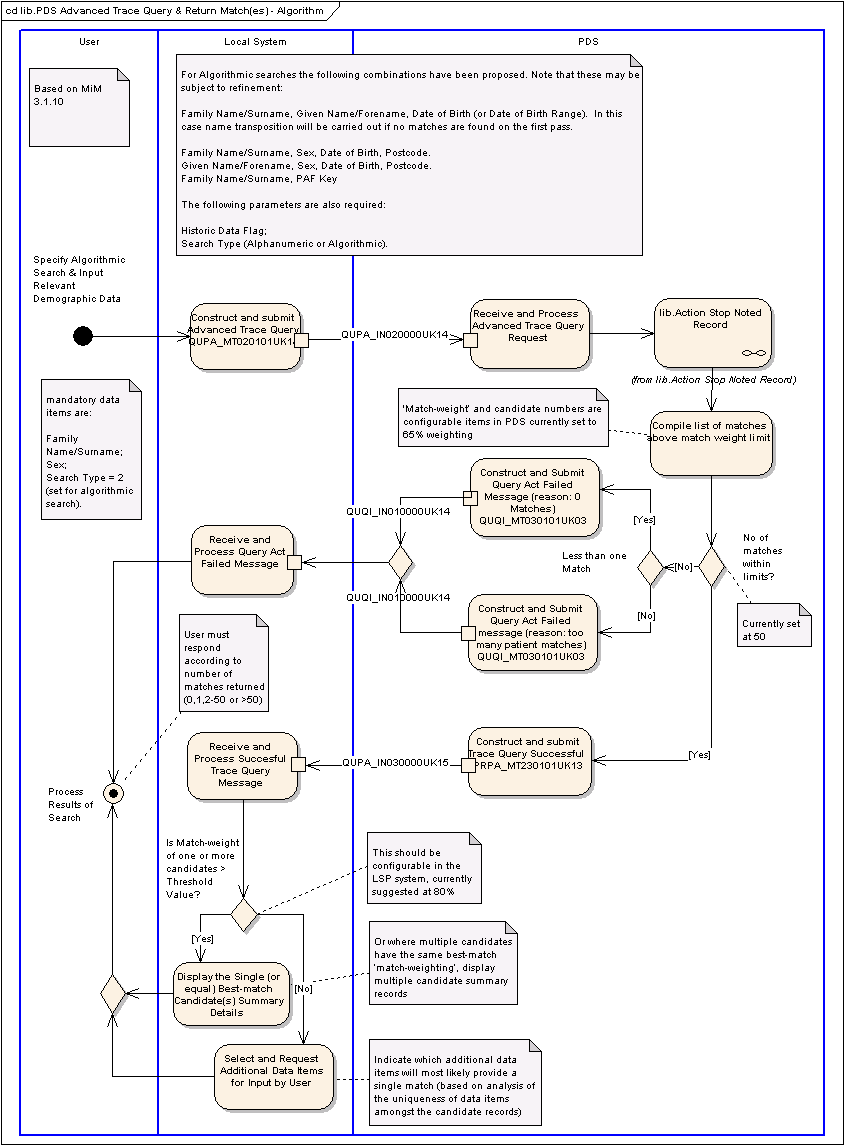 cd lib.PDS Advanced Trace Query & Return Match(es) - Algorithm
User
Local System
PDS
Based on MiM
3.1.10
For Algorithmic searches the following combinations have been proposed. Note that these may be
subject to refinement:
Family Name/Surname, Given Name/Forename, Date of Birth (or Date of Birth Range).  In this
case name transposition will be carried out if no matches are found on the first pass.
Family Name/Surname, Sex, Date of Birth, Postcode.
Given Name/Forename, Sex, Date of Birth, Postcode.
Family Name/Surname, PAF Key
The following parameters are also required:
Historic Data Flag;
Search Type (Alphanumeric or Algorithmic).
Specify Algorithmic
Search & Input
Relevant
Demographic Data
Construct and submit
Advanced Trace Query
QUPA_MT020101UK14
QUPA_IN020000UK14
Receive and Process
Advanced Trace Query
Request
lib.Action Stop Noted
Record
(from lib.Action Stop Noted Record)
mandatory data
items are:
Family
Name/Surname;
Sex;
Search Type = 2
(set for algorithmic
search).
'Match-weight' and candidate numbers are
configurable items in PDS currently set to
65% weighting
Compile list of matches
above match weight limit
Construct and Submit
Query Act Failed
Message (reason: 0
Matches)
QUQI_MT030101UK03
QUQI_IN010000UK14
[Yes]
Receive and
Process Query Act
Failed Message
Less than one
Match
[No]
No of
matches
within
limits?
QUQI_IN010000UK14
Construct and Submit
Query Act Failed
message (reason: too
many patient matches)
QUQI_MT030101UK03
[No]
Currently set
at 50
User must
respond
according to
number of
matches returned
(0,1,2-50 or >50)
Receive and
Process Succesful
Trace Query
Message
QUPA_IN030000UK15
Construct and submit
Trace Query Successful
PRPA_MT230101UK13
[Yes]
Process
Results of
Search
Is Match-weight
of one or more
candidates >
Threshold
Value?
This should be
configurable in the
LSP system, currently
suggested at 80%
[Yes]
Or where multiple candidates
have the same best-match
'match-weighting', display
multiple candidate summary
records
Display the Single (or
equal) Best-match
Candidate(s) Summary
Details
[No]
Select and Request
Additional Data Items
for Input by User
Indicate which additional data
items will most likely provide a
single match (based on analysis of
the uniqueness of data items
amongst the candidate records)